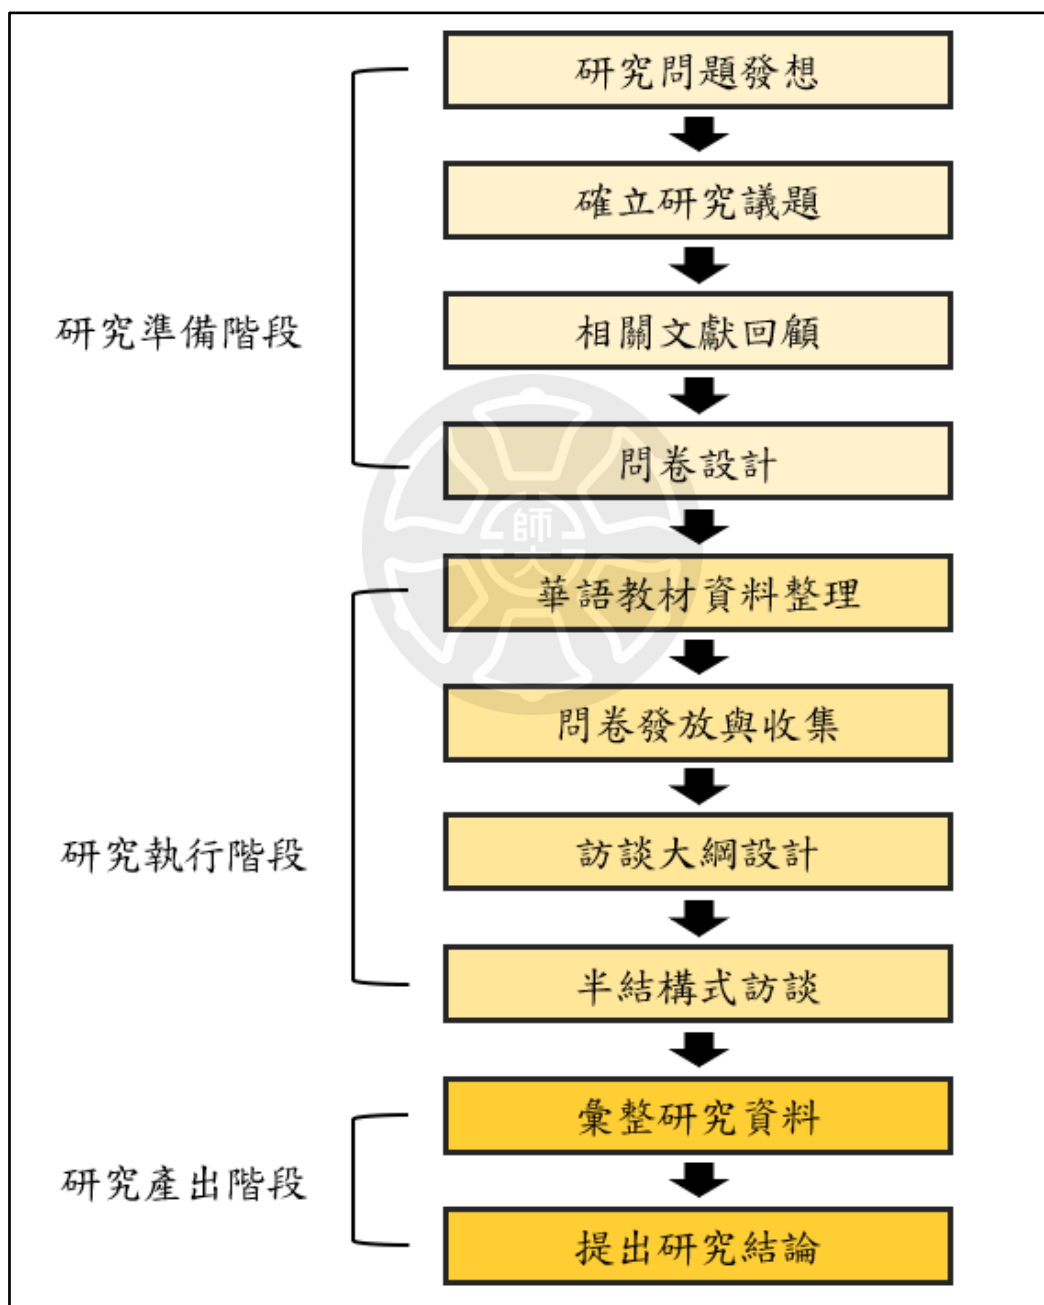 研究問題發想
確立研究議題
相關文獻回顧
問卷設計
研究準備階段
師大
華語教材資料整理
問卷發放與收集
訪談大綱設計
半結構式訪談
研究執行階段
彙整研究資料
提出研究結論
研究產出階段